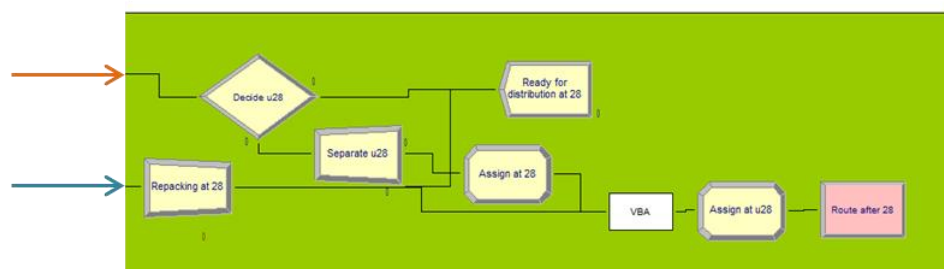 Decide u28
Ready for
distribution at 28
Separate u28
Repacking at 28
Assign at 28
VBA
Assign at u28
Route after 28